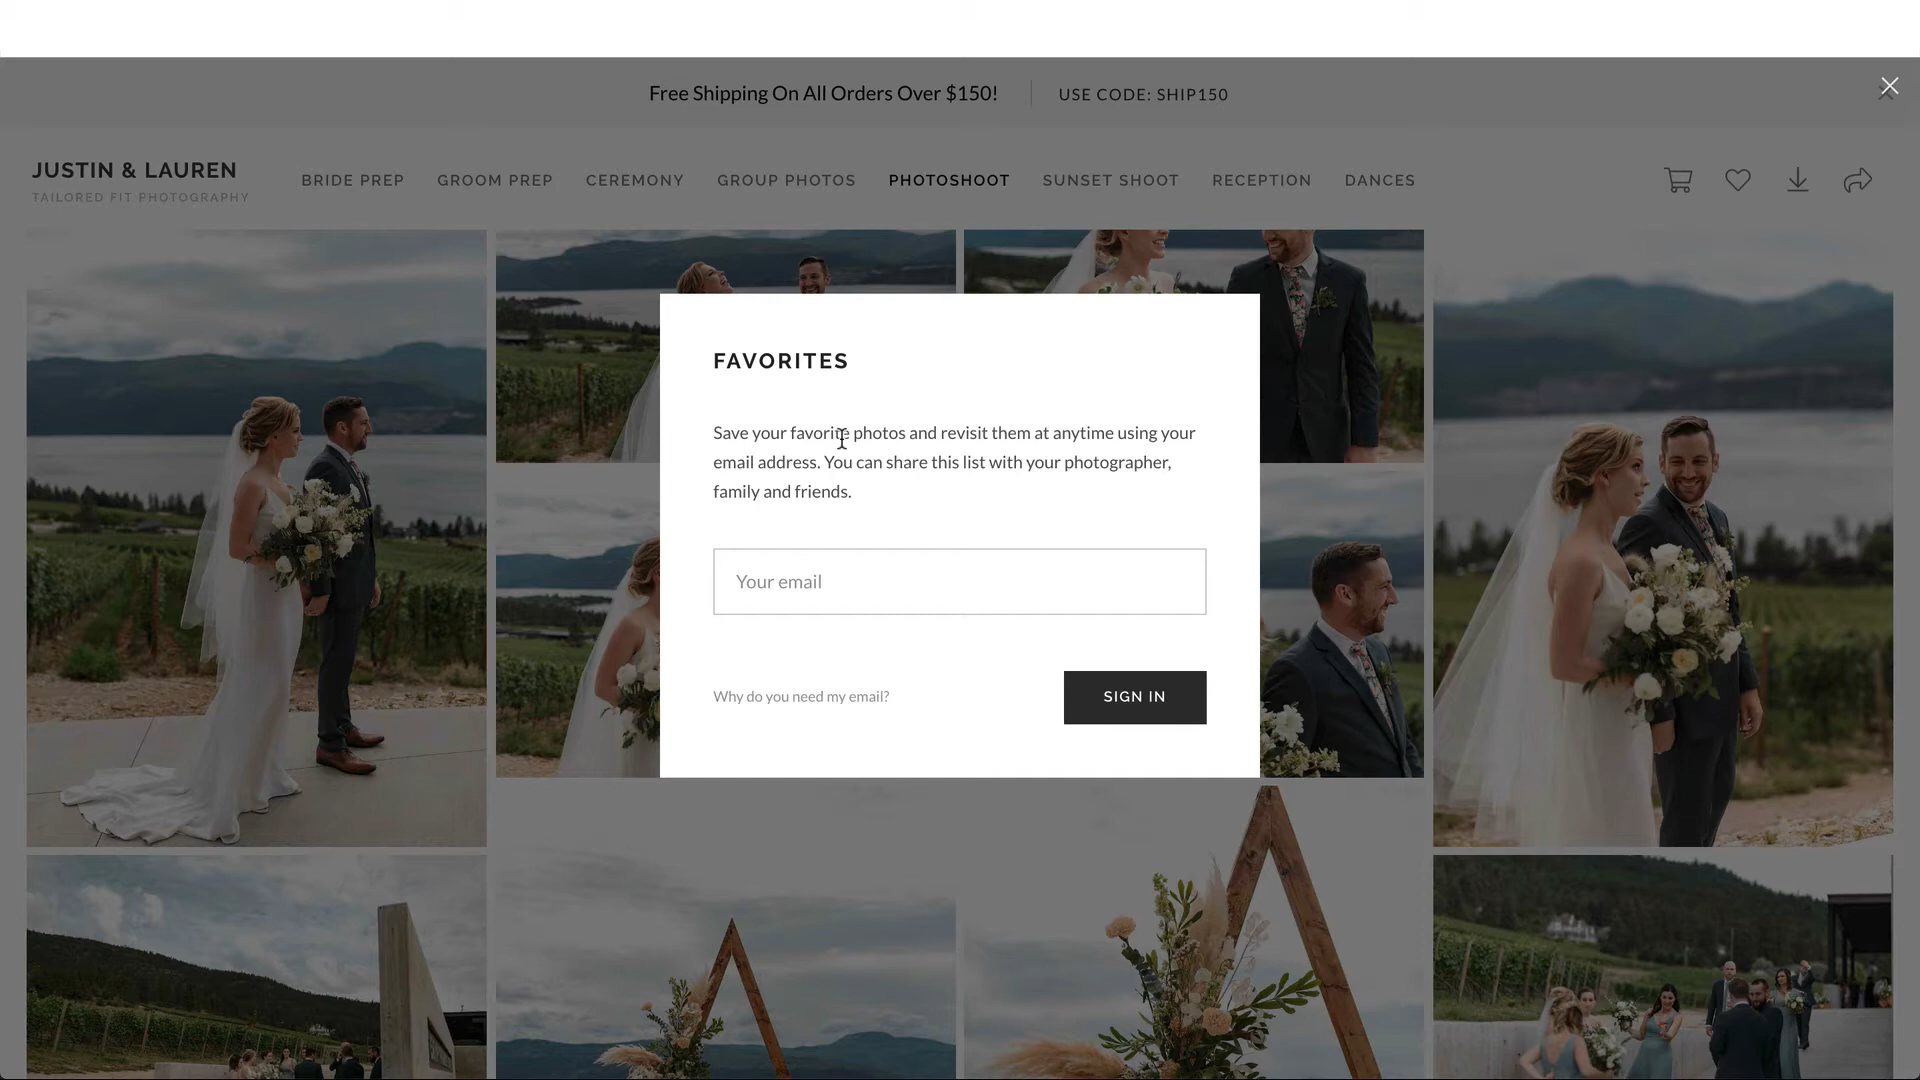 Free Shipping On All Orders Over $150!
USE CODE: SHIP150
JUSTIN & LAUREN
TAILORED FIT PHOTOGRAPHY
BRIDE PREP
GROOM PREP
CEREMONY
GROUP PHOTOS
PHOTOSHOOT
SUNSET SHOOT
RECEPTION
DANCES
FAVORITES
Save your favorite photos and revisit them at anytime using your
email address. You can share this list with your photographer,
family and friends.
Your email
Why do you need my email?
SIGN IN